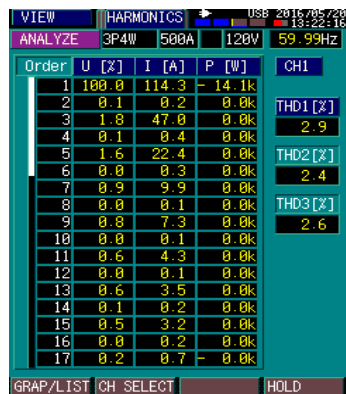 VIEW HARMONICS USB 2016/05/20
13:22:16
ANALYZE 3P4W 500A 120V 59.99Hz
Order U [%] I [A] P [W] CH1
1 100.0 114.3 - 14.1k
2 0.1 0.2 0.0k
3 1.8 47.0 0.0k
4 0.1 0.4 0.0k
5 1.6 22.4 0.0k
6 0.0 0.3 0.0k
7 0.9 9.9 0.0k
8 0.0 0.1 0.0k
9 0.8 7.3 0.0k
10 0.0 0.1 0.0k
11 0.6 4.3 0.0k
12 0.0 0.1 0.0k
13 0.6 3.5 0.0k
14 0.1 0.2 0.0k
15 0.5 3.2 0.0k
16 0.0 0.2 0.0k
17 0.2 0.7 - 0.0k
THD1[%]
2.9
THD2[%]
2.4
THD3[%]
2.6
GRAP/LIST CH SELECT HOLD